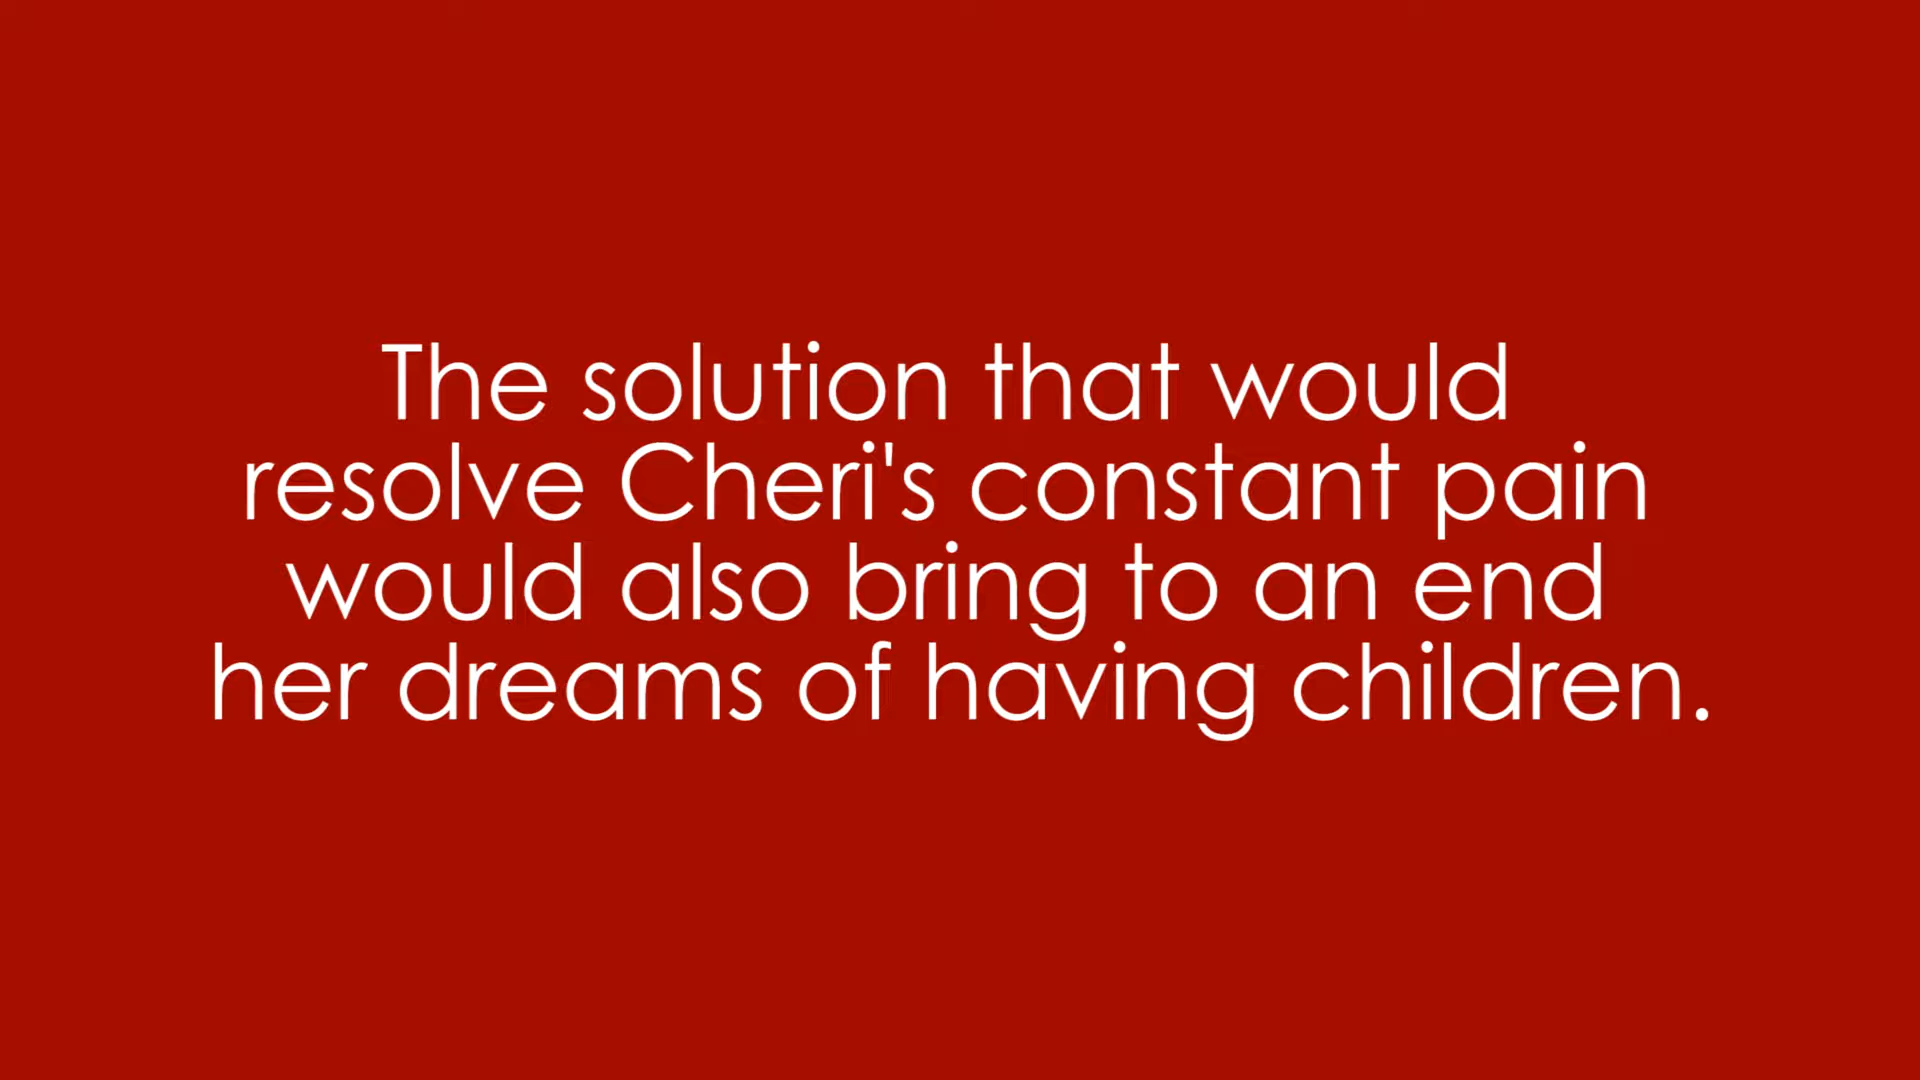 The solution that would
resolve Cheri's constant pain
would also bring to an end
her dreams of having children.